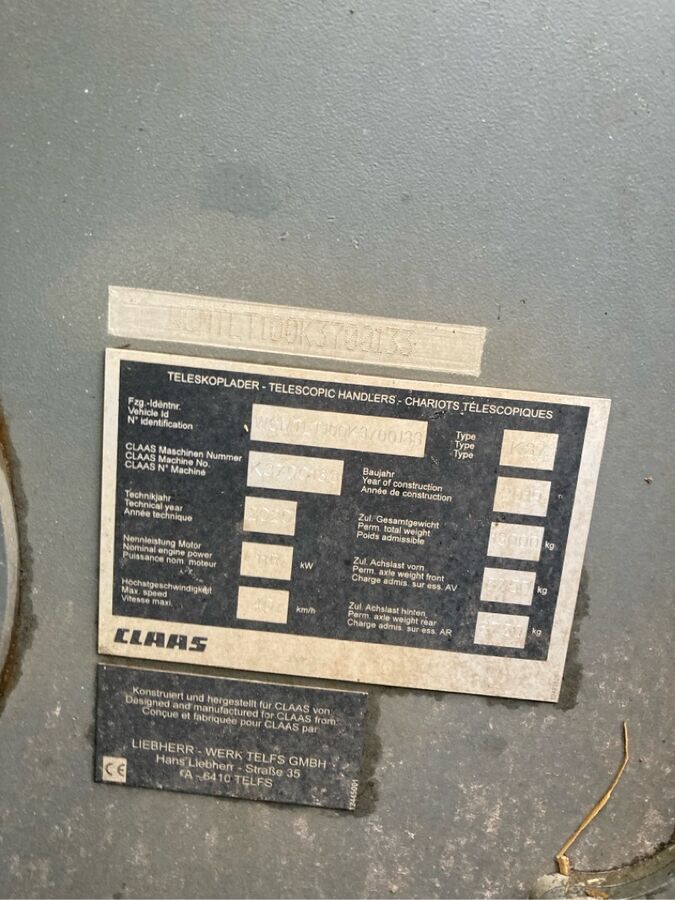 TELESKOPLADER - TELESCOPIC HANDLERS - CHARIOTS TÉLESCOPIQUES
Fzg.-Identnr.
Vehicle Id
N° identification
Type
Type
Type
K37
CLAAS Maschinen Nummer
CLAAS Machine No.
CLAAS N° Machine
K3700133
Baujahr
Year of construction
Année de construction
Technikjahr
Technical year
Année technique
2020
Zul. Gesamtgewicht
Perm. total weight
Poids admissible
kg
Nennleistung Motor
Nominal engine power
Puissance nom. moteur
kW
Zul. Achslast vorn
Perm. axle weight front
Charge admis. sur ess. AV
kg
Höchstgeschwindigkeit
Max. speed
Vitesse maxi.
km/h
Zul. Achslast hinten
Perm. axle weight rear
Charge admis. sur ess. AR
kg
CLAAS
Konstruiert und hergestellt für CLAAS von:
Designed and manufactured for CLAAS from:
Conçue et fabriquée pour CLAAS par
LIEBHERR - WERK TELFS GMBH
Hans Liebherr - Straße 35
A - 6410 TELFS
CE